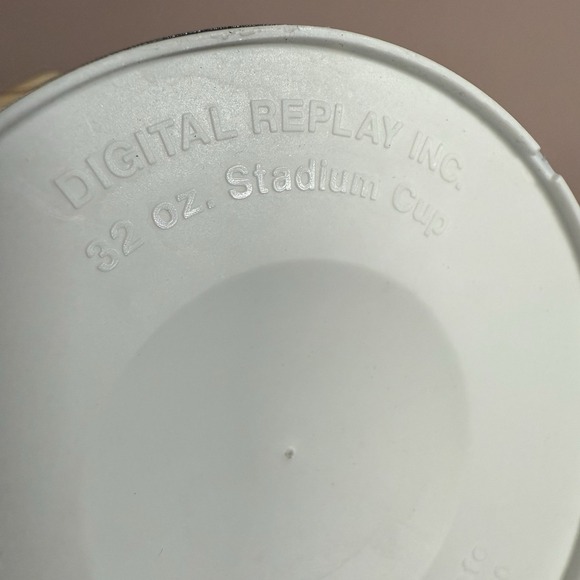 DIGITAL REPLAY INC.
32 oz. Stadium Cup